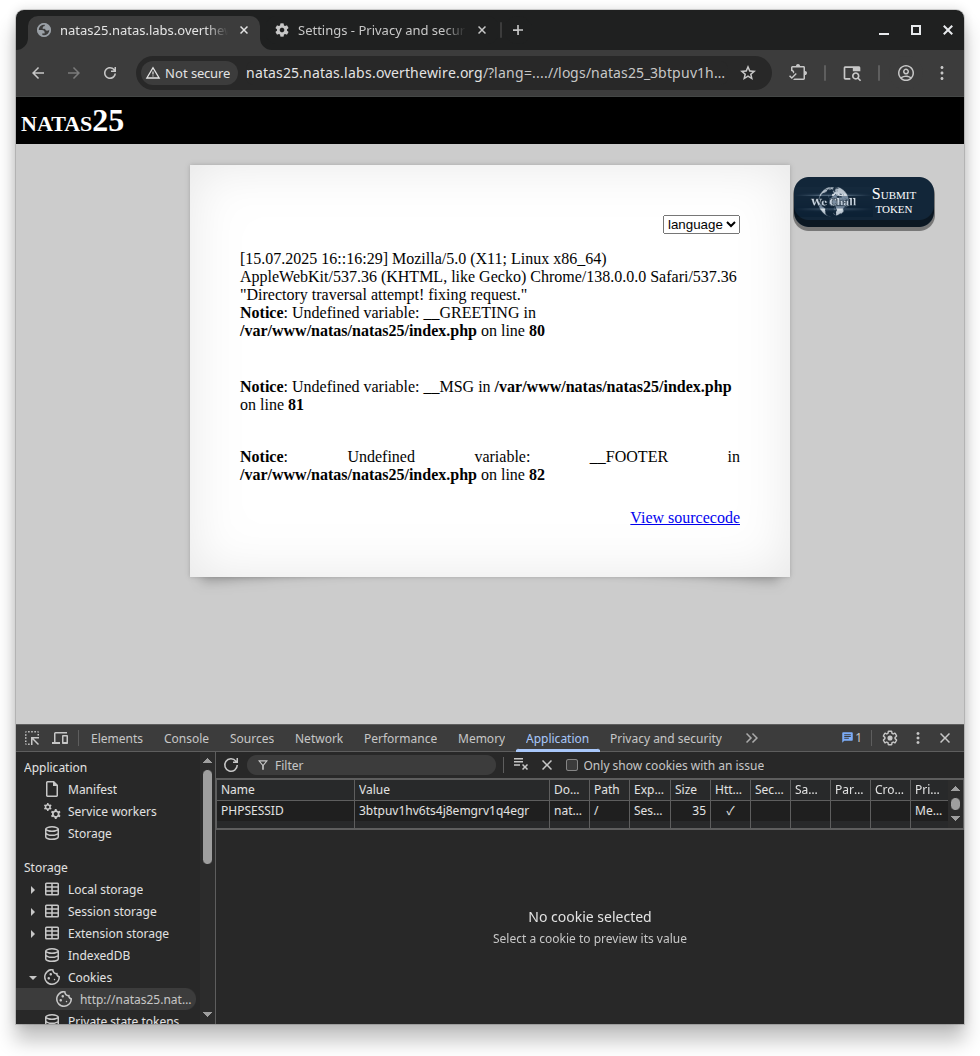 natas25.natas.labs.overthe
Settings - Privacy and secur
Not secure
natas25.natas.labs.overthewire.org/?lang=....//logs/natas25_3btpuv1h...
NATAS25
We Chall
SUBMIT
TOKEN
language
[15.07.2025 16::16:29] Mozilla/5.0 (X11; Linux x86_64)
AppleWebKit/537.36 (KHTML, like Gecko) Chrome/138.0.0.0 Safari/537.36
"Directory traversal attempt! fixing request."
Notice: Undefined variable: __GREETING in
/var/www/natas/natas25/index.php on line 80
Notice: Undefined variable: __MSG in /var/www/natas/natas25/index.php
on line 81
Notice: Undefined variable: __FOOTER in
/var/www/natas/natas25/index.php on line 82
View sourcecode
Elements Console Sources Network Performance Memory Application Privacy and security 1
Application
Manifest
Service workers
Storage
Storage
Local storage
Session storage
Extension storage
IndexedDB
Cookies
http://natas25.nat...
Private state tokens
Filter
Only show cookies with an issue
Name Value Do... Path Exp... Size Htt... Sec... Sa... Par... Cro... Pri...
PHPSESSID 3btpuv1hv6ts4j8emgrv1q4egr nat... / Ses... 35 ✓ Me...
No cookie selected
Select a cookie to preview its value